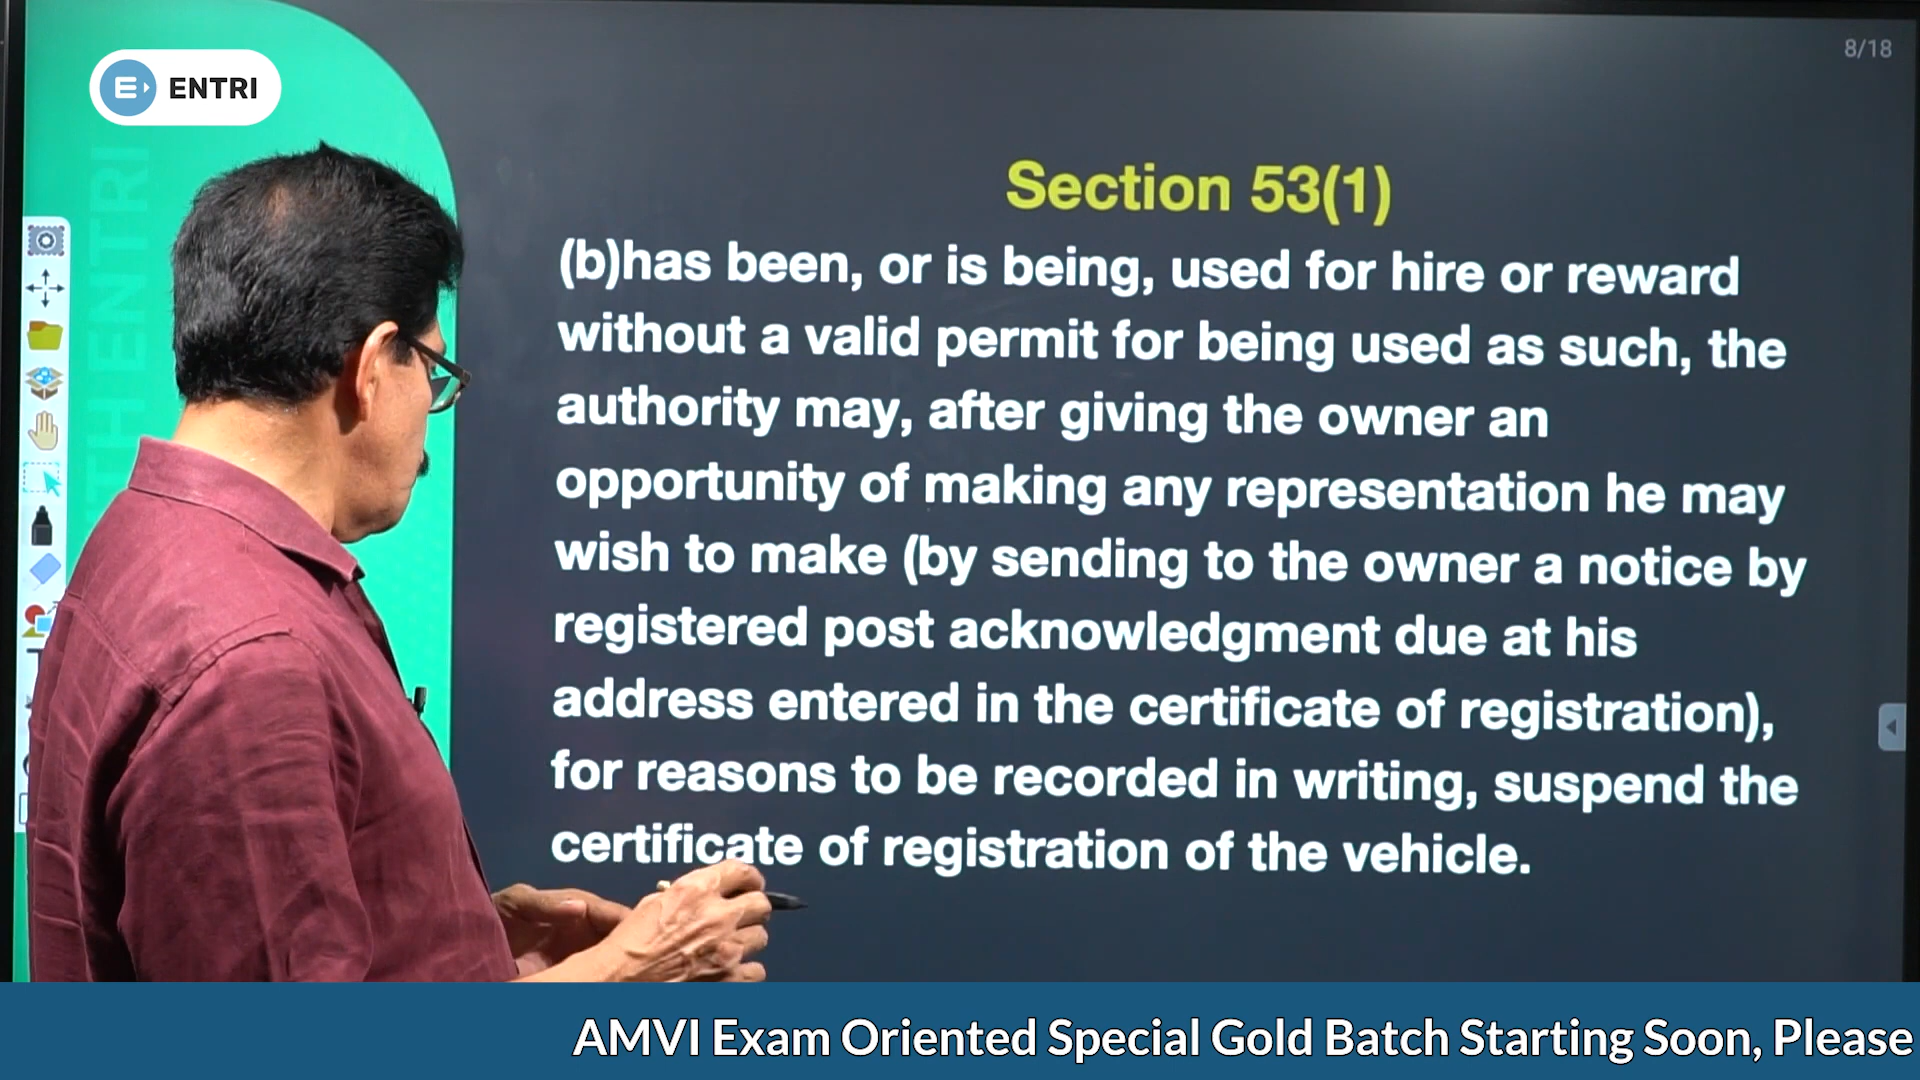 ENTRI
8/18
WITH ENTRI
Section 53(1)
(b)has been, or is being, used for hire or reward
without a valid permit for being used as such, the
authority may, after giving the owner an
opportunity of making any representation he may
wish to make (by sending to the owner a notice by
registered post acknowledgment due at his
address entered in the certificate of registration),
for reasons to be recorded in writing, suspend the
certificate of registration of the vehicle.
AMVI Exam Oriented Special Gold Batch Starting Soon, Please